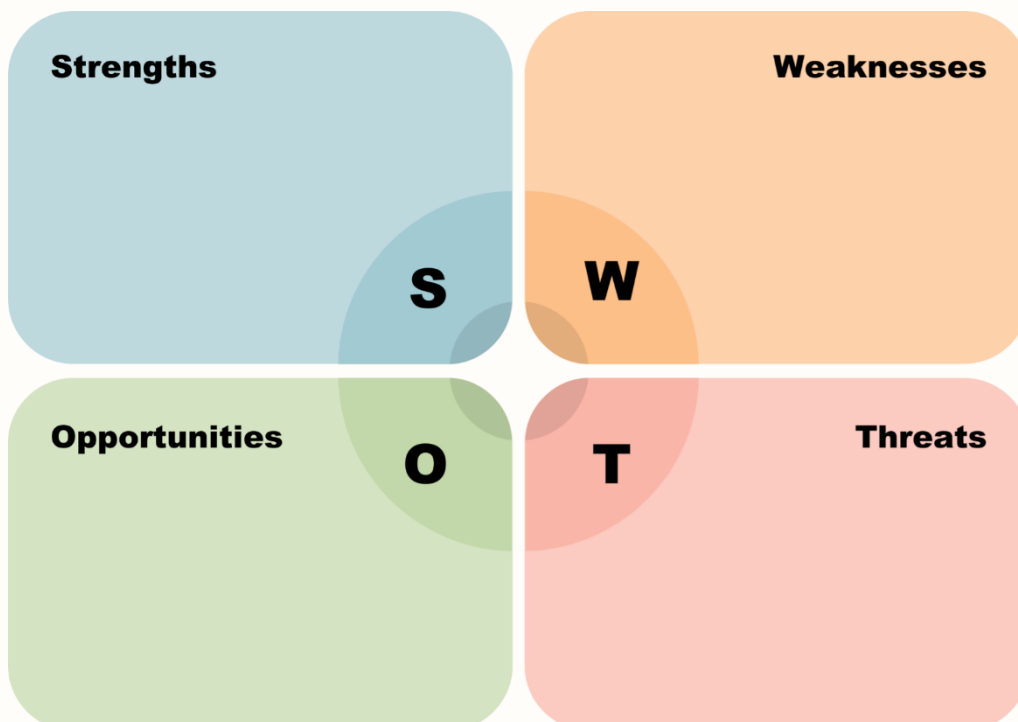 Strengths
Weaknesses
S
W
Opportunities
Threats
O
T